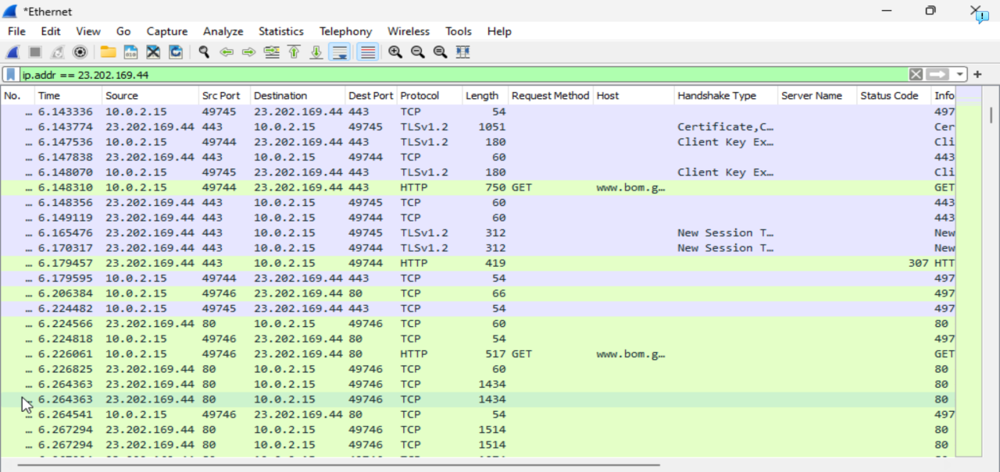 *Ethernet
File Edit View Go Capture Analyze Statistics Telephony Wireless Tools Help
ip.addr == 23.202.169.44
No. Time Source Src Port Destination Dest Port Protocol Length Request Method Host Handshake Type Server Name Status Code Info
… 6.143336 10.0.2.15 49745 23.202.169.44 443 TCP 54 497
… 6.143774 23.202.169.44 443 10.0.2.15 49745 TLSv1.2 1051 Certificate,C… Cer
… 6.147536 10.0.2.15 49744 23.202.169.44 443 TLSv1.2 180 Client Key Ex… Cli
… 6.147838 23.202.169.44 443 10.0.2.15 49744 TCP 60 443
… 6.148070 10.0.2.15 49745 23.202.169.44 443 TLSv1.2 180 Client Key Ex… Cli
… 6.148310 10.0.2.15 49744 23.202.169.44 443 HTTP 750 GET www.bom.g… GET
… 6.148356 23.202.169.44 443 10.0.2.15 49745 TCP 60 443
… 6.149119 23.202.169.44 443 10.0.2.15 49744 TCP 60 443
… 6.165476 23.202.169.44 443 10.0.2.15 49745 TLSv1.2 312 New Session T… New
… 6.170317 23.202.169.44 443 10.0.2.15 49744 TLSv1.2 312 New Session T… New
… 6.179457 23.202.169.44 443 10.0.2.15 49744 HTTP 419 307 HTT
… 6.179595 10.0.2.15 49744 23.202.169.44 443 TCP 54 497
… 6.206384 10.0.2.15 49746 23.202.169.44 80 TCP 66 497
… 6.224482 10.0.2.15 49745 23.202.169.44 443 TCP 54 497
… 6.224566 23.202.169.44 80 10.0.2.15 49746 TCP 60 80
… 6.224818 10.0.2.15 49746 23.202.169.44 80 TCP 54 497
… 6.226061 10.0.2.15 49746 23.202.169.44 80 HTTP 517 GET www.bom.g… GET
… 6.226825 23.202.169.44 80 10.0.2.15 49746 TCP 60 80
… 6.264363 23.202.169.44 80 10.0.2.15 49746 TCP 1434 80
… 6.264363 23.202.169.44 80 10.0.2.15 49746 TCP 1434 80
… 6.264541 10.0.2.15 49746 23.202.169.44 80 TCP 54 497
… 6.267294 23.202.169.44 80 10.0.2.15 49746 TCP 1514 80
… 6.267294 23.202.169.44 80 10.0.2.15 49746 TCP 1514 80